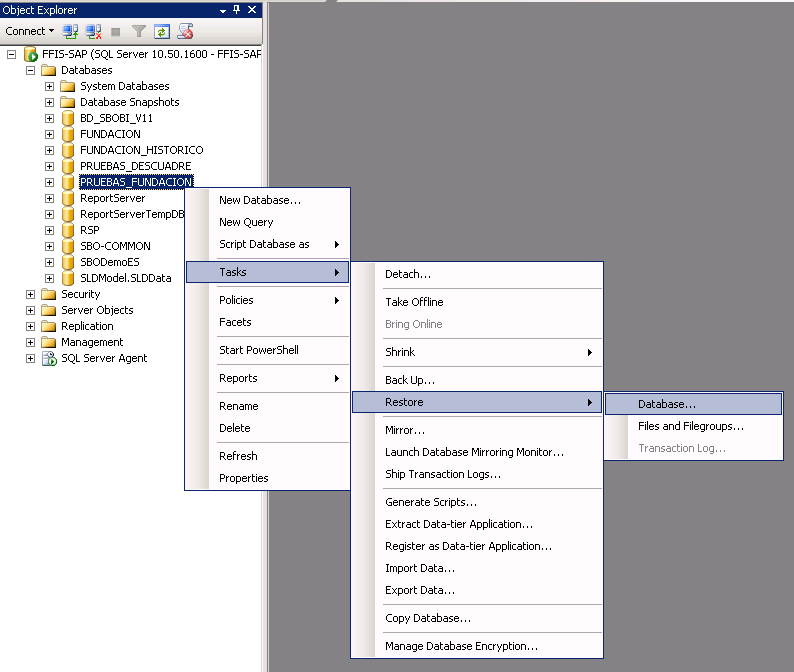 Object Explorer
Connect
FFIS-SAP (SQL Server 10.50.1600 - FFIS-SAP
Databases
System Databases
Database Snapshots
BD_SBOBI_V11
FUNDACION
FUNDACION_HISTORICO
PRUEBAS_DESCUADRE
PRUEBAS_FUNDACION
ReportServer
ReportServerTempDB
RSP
SBO-COMMON
SBODemoES
SLDModel.SLDData
Security
Server Objects
Replication
Management
SQL Server Agent
New Database...
New Query
Script Database as
Tasks
Policies
Facets
Start PowerShell
Reports
Rename
Delete
Refresh
Properties
Detach...
Take Offline
Bring Online
Shrink
Back Up...
Restore
Mirror...
Launch Database Mirroring Monitor...
Ship Transaction Logs...
Generate Scripts...
Extract Data-tier Application...
Register as Data-tier Application...
Import Data...
Export Data...
Copy Database...
Manage Database Encryption...
Database...
Files and Filegroups...
Transaction Log...